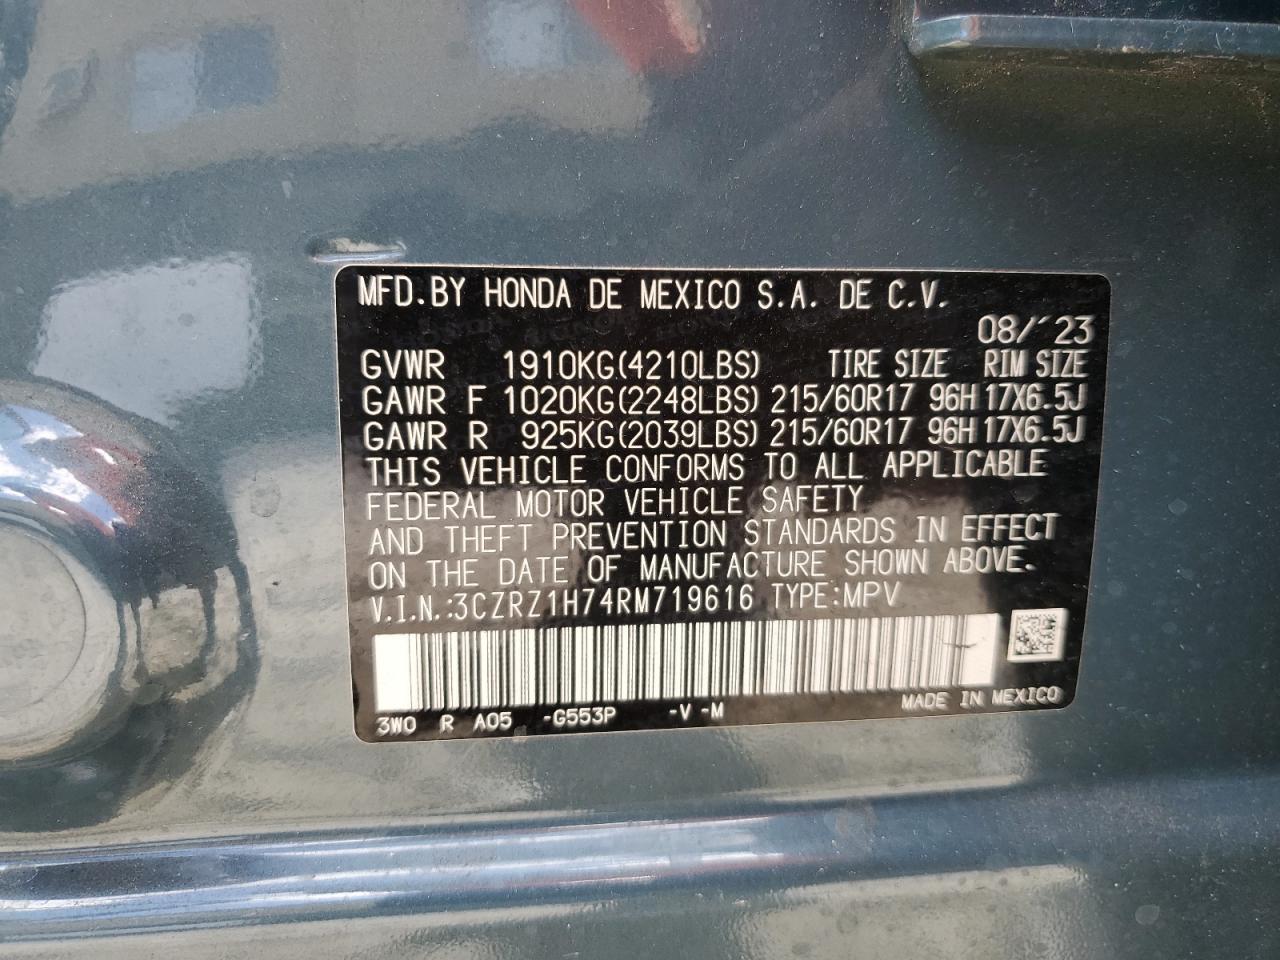 MFD.BY HONDA DE MEXICO S.A. DE C.V.
08/´23
GVWR 1910KG(4210LBS) TIRE SIZE RIM SIZE
GAWR F 1020KG(2248LBS) 215/60R17 96H 17X6.5J
GAWR R 925KG(2039LBS) 215/60R17 96H 17X6.5J
THIS VEHICLE CONFORMS TO ALL APPLICABLE
FEDERAL MOTOR VEHICLE SAFETY
AND THEFT PREVENTION STANDARDS IN EFFECT
ON THE DATE OF MANUFACTURE SHOWN ABOVE.
V.I.N.:3CZRZ1H74RM719616 TYPE:MPV
3W0 R A05 -G553P -V -M
MADE IN MEXICO